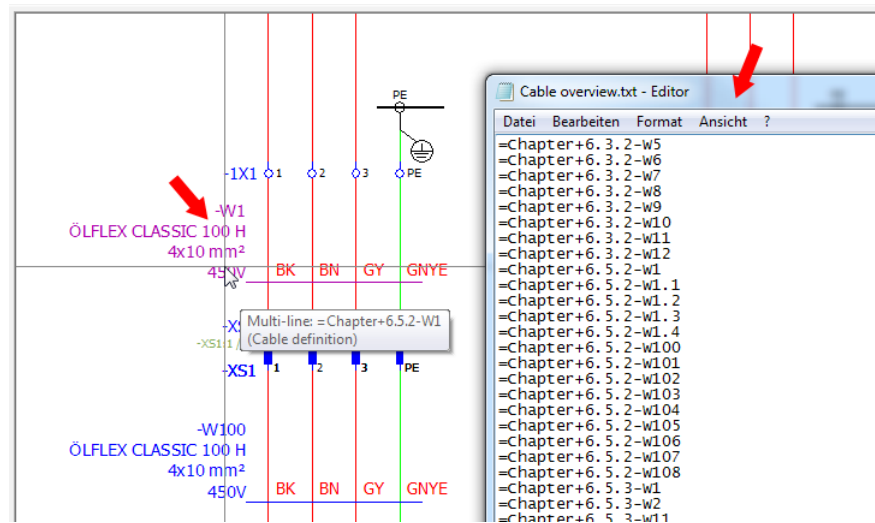 PE
-1X1 1 2 3 PE
-W1
ÖLFLEX CLASSIC 100 H
4x10 mm²
450V BK BN GY GNYE
Multi-line: =Chapter+6.5.2-W1
(Cable definition)
-XS1 1 2 3 PE
-W100
ÖLFLEX CLASSIC 100 H
4x10 mm²
450V BK BN GY GNYE
Cable overview.txt - Editor
Datei Bearbeiten Format Ansicht ?
=Chapter+6.3.2-W5
=Chapter+6.3.2-W6
=Chapter+6.3.2-W7
=Chapter+6.3.2-W8
=Chapter+6.3.2-W9
=Chapter+6.3.2-W10
=Chapter+6.3.2-W11
=Chapter+6.3.2-W12
=Chapter+6.5.2-W1
=Chapter+6.5.2-W1.1
=Chapter+6.5.2-W1.2
=Chapter+6.5.2-W1.3
=Chapter+6.5.2-W1.4
=Chapter+6.5.2-W100
=Chapter+6.5.2-W101
=Chapter+6.5.2-W102
=Chapter+6.5.2-W103
=Chapter+6.5.2-W104
=Chapter+6.5.2-W105
=Chapter+6.5.2-W106
=Chapter+6.5.2-W107
=Chapter+6.5.2-W108
=Chapter+6.5.3-W1
=Chapter+6.5.3-W2
=Chapter+6.5.3-W11